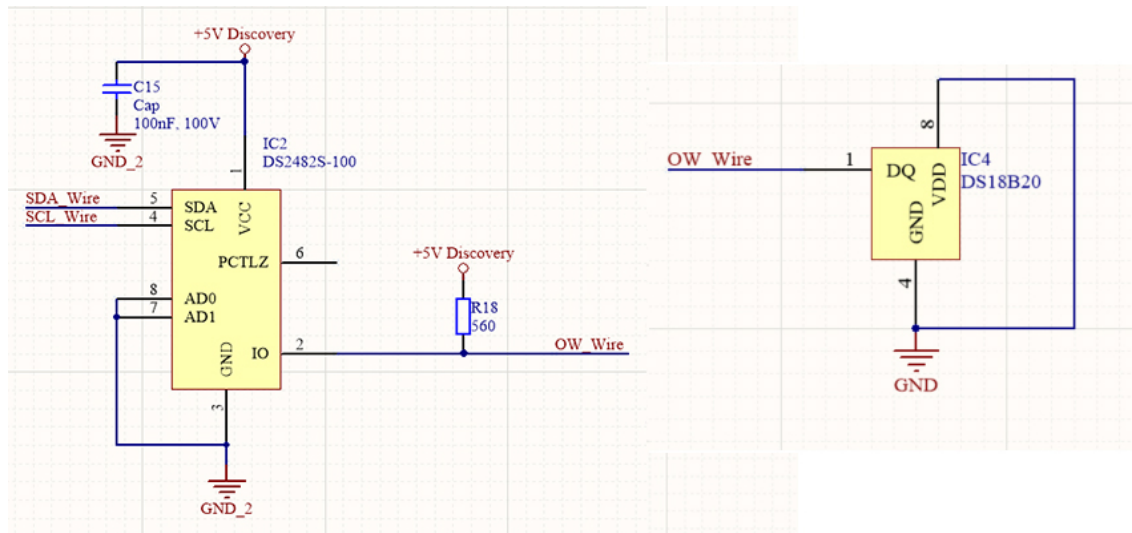 +5V Discovery
C15
Cap
100nF, 100V
GND_2
IC2
DS2482S-100
1
VCC
SDA_Wire
5
SDA
SCL_Wire
4
SCL
PCTLZ
6
8
AD0
7
AD1
GND
IO
2
3
GND_2
+5V Discovery
R18
560
OW_Wire
OW_Wire
1
DQ
8
VDD
GND
IC4
DS18B20
4
GND